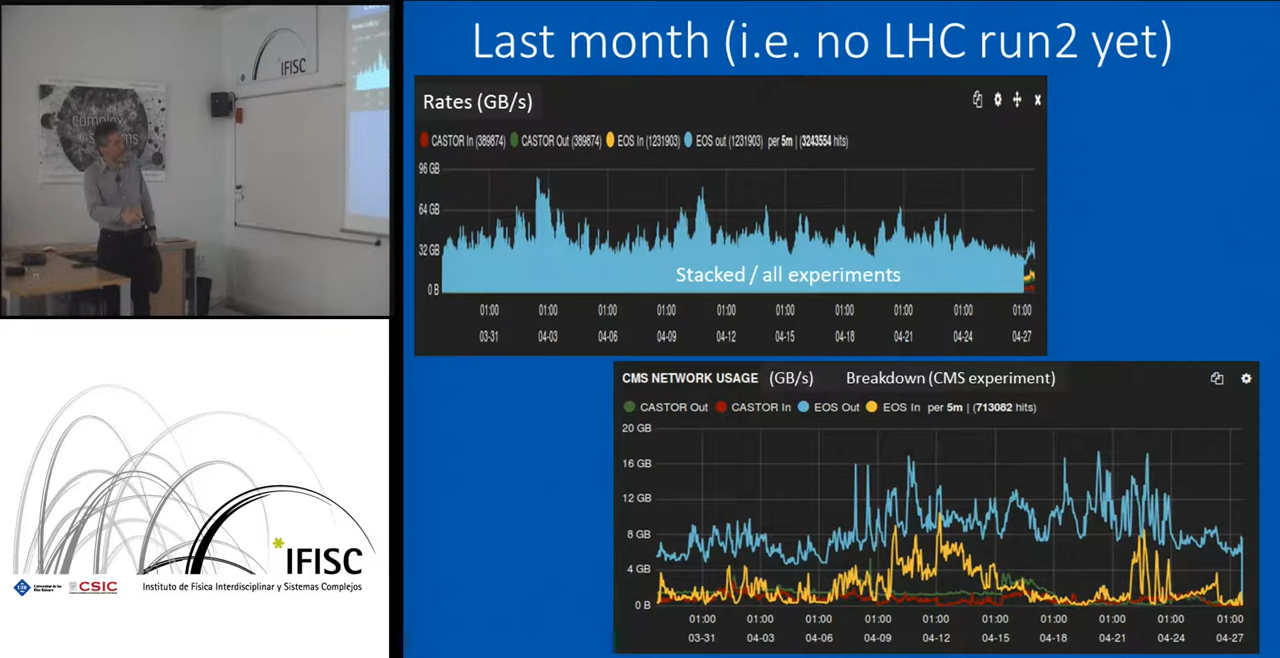 Last month (i.e. no LHC run2 yet)
IFISC
complex
systems
Rates (GB/s)
CASTOR In (389874) CASTOR Out (389874) EOS In (1231903) EOS out (1231903) per 5m | (3243554 hits)
96 GB
64 GB
32 GB
0 B
Stacked / all experiments
01:00 01:00 01:00 01:00 01:00 01:00 01:00 01:00 01:00 01:00
03-31 04-03 04-06 04-09 04-12 04-15 04-18 04-21 04-24 04-27
CMS NETWORK USAGE (GB/s) Breakdown (CMS experiment)
CASTOR Out CASTOR In EOS Out EOS In per 5m | (713082 hits)
20 GB
16 GB
12 GB
8 GB
4 GB
0 B
01:00 01:00 01:00 01:00 01:00 01:00 01:00 01:00 01:00 01:00
03-31 04-03 04-06 04-09 04-12 04-15 04-18 04-21 04-24 04-27
IFISC
UIB Universitat de les Illes Balears CSIC Instituto de Física Interdisciplinar y Sistemas Complejos